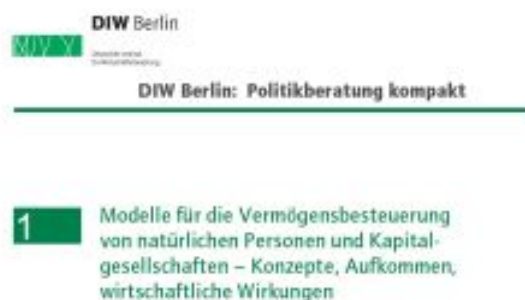 DIW Berlin
DIW Berlin: Politikberatung kompakt
1
Modelle für die Vermögensbesteuerung
von natürlichen Personen und Kapital-
gesellschaften – Konzepte, Aufkommen,
wirtschaftliche Wirkungen